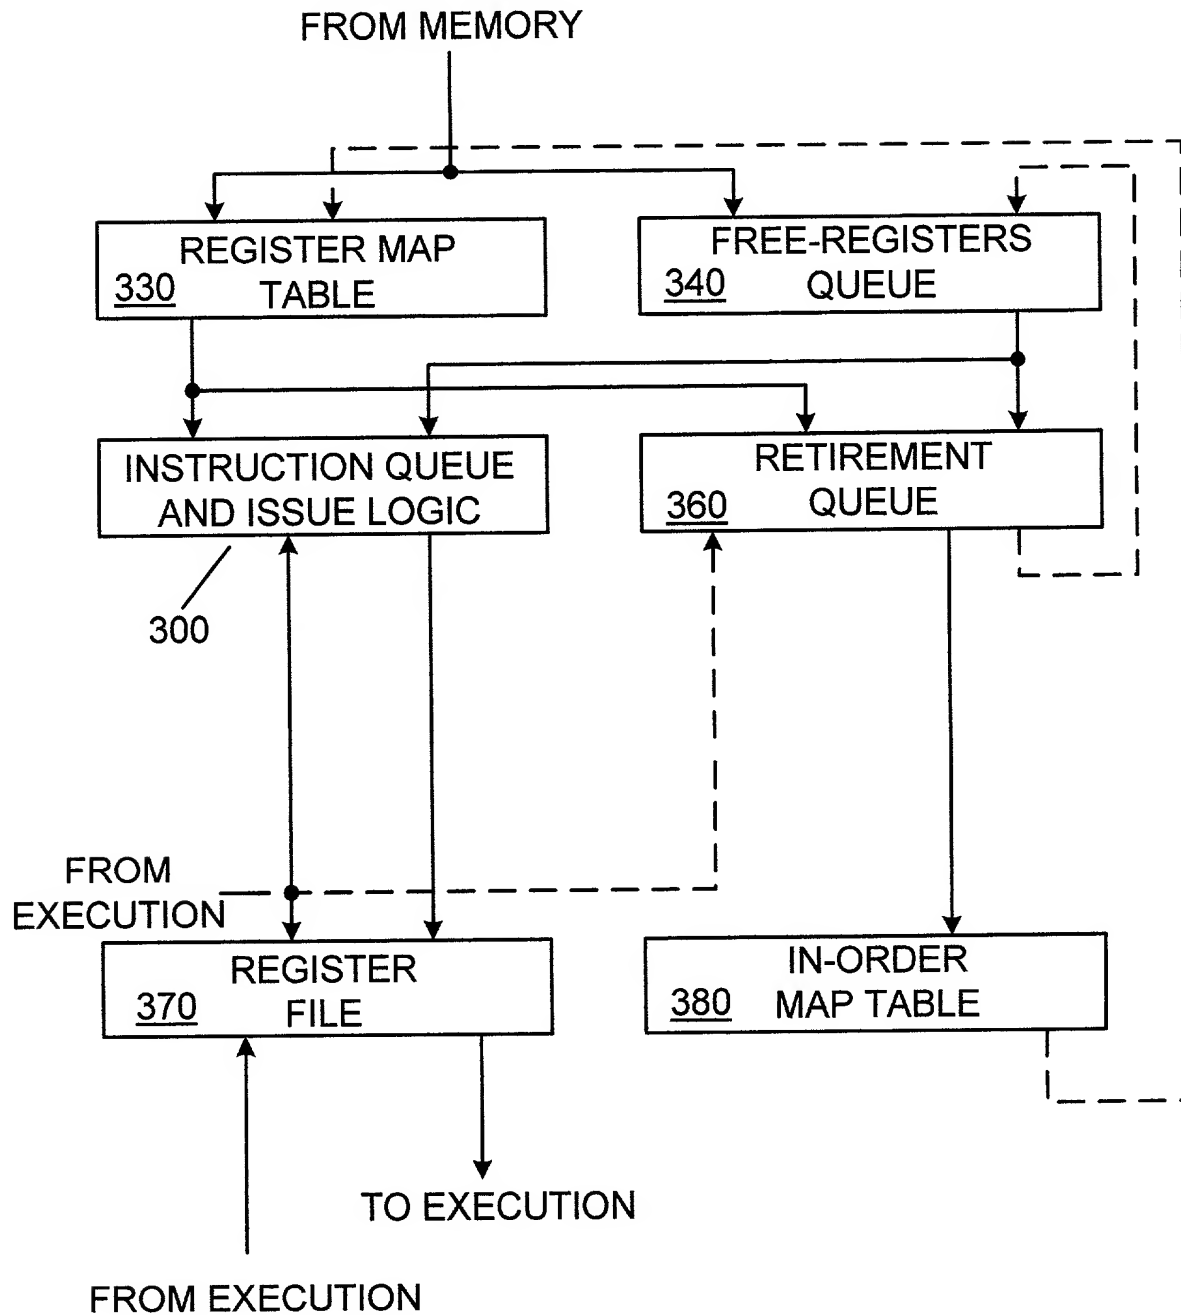 FROM MEMORY
REGISTER MAP
TABLE
330
FREE-REGISTERS
QUEUE
340
INSTRUCTION QUEUE
AND ISSUE LOGIC
300
RETIREMENT
QUEUE
360
FROM
EXECUTION
REGISTER
FILE
370
IN-ORDER
MAP TABLE
380
TO EXECUTION
FROM EXECUTION